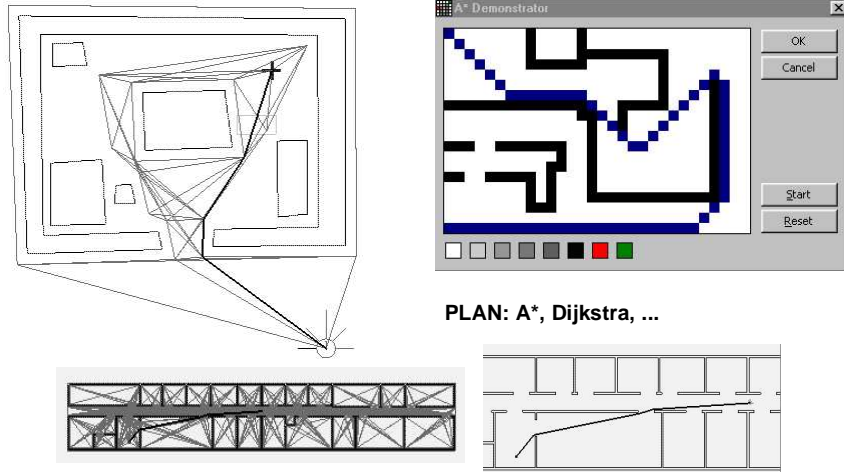 A* Demonstrator
OK
Cancel
Start
Reset
PLAN: A*, Dijkstra, ...